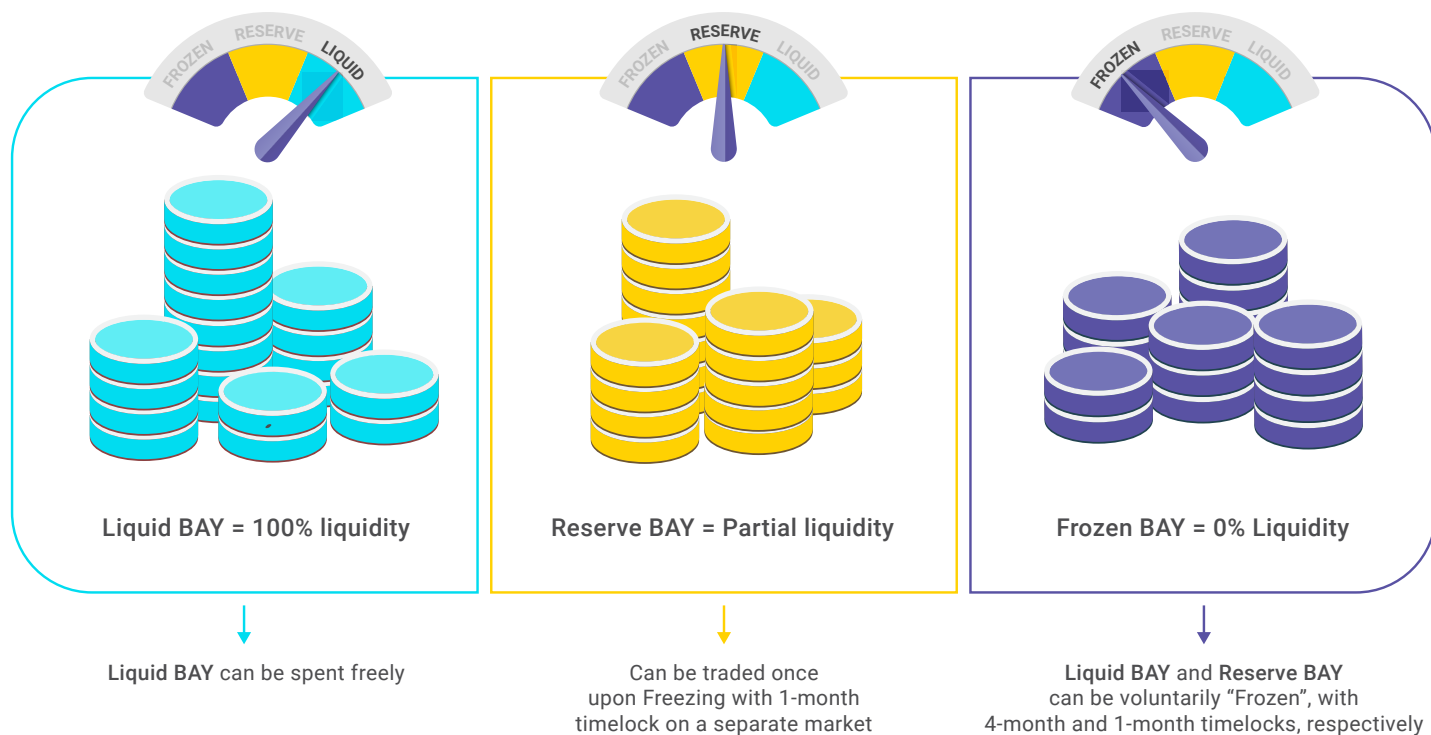 FROZEN RESERVE LIQUID
FROZEN RESERVE LIQUID
FROZEN RESERVE LIQUID
Liquid BAY = 100% liquidity
Reserve BAY = Partial liquidity
Frozen BAY = 0% Liquidity
Liquid BAY can be spent freely
Can be traded once
upon Freezing with 1-month
timelock on a separate market
Liquid BAY and Reserve BAY
can be voluntarily “Frozen”, with
4-month and 1-month timelocks, respectively